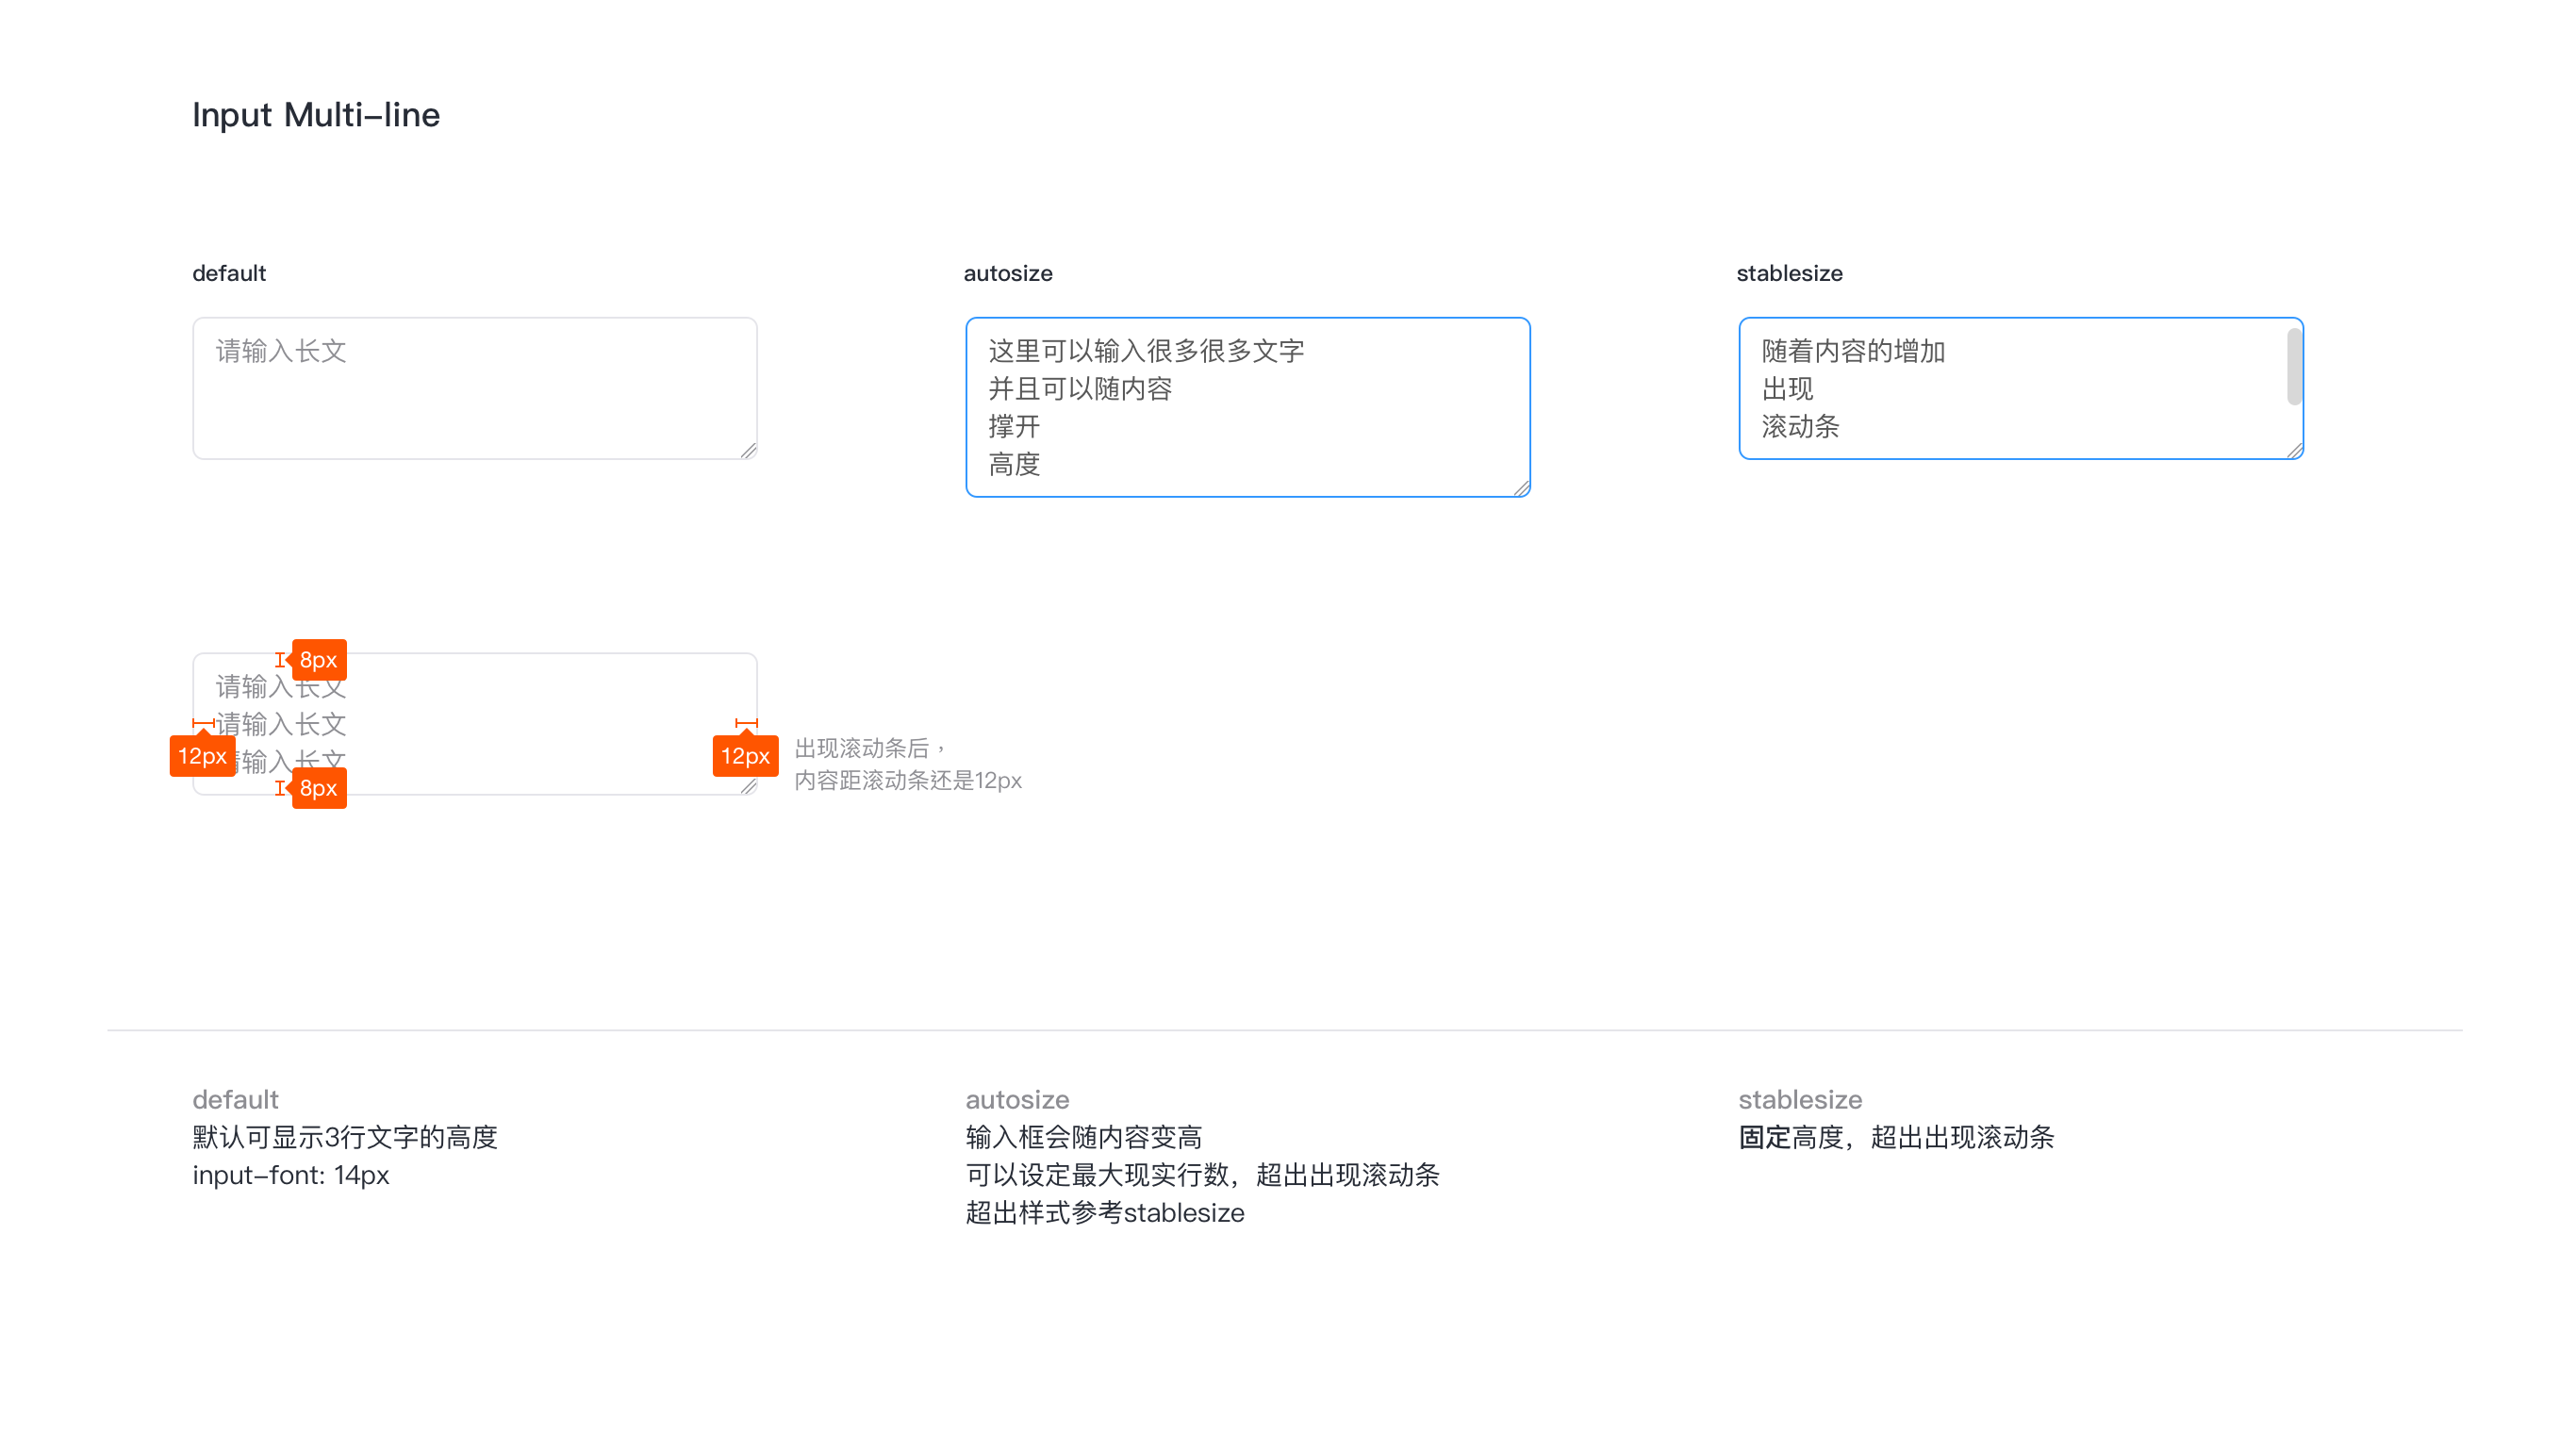 Input Multi-line
default
请输入长文
autosize
这里可以输入很多很多文字
并且可以随内容
撑开
高度
stablesize
随着内容的增加
出现
滚动条
8px
请输入长文
请输入长文
请输入长文
12px
8px
12px
出现滚动条后，
内容距滚动条还是12px
default
默认可显示3行文字的高度
input-font: 14px
autosize
输入框会随内容变高
可以设定最大现实行数，超出出现滚动条
超出样式参考stablesize
stablesize
固定高度，超出出现滚动条